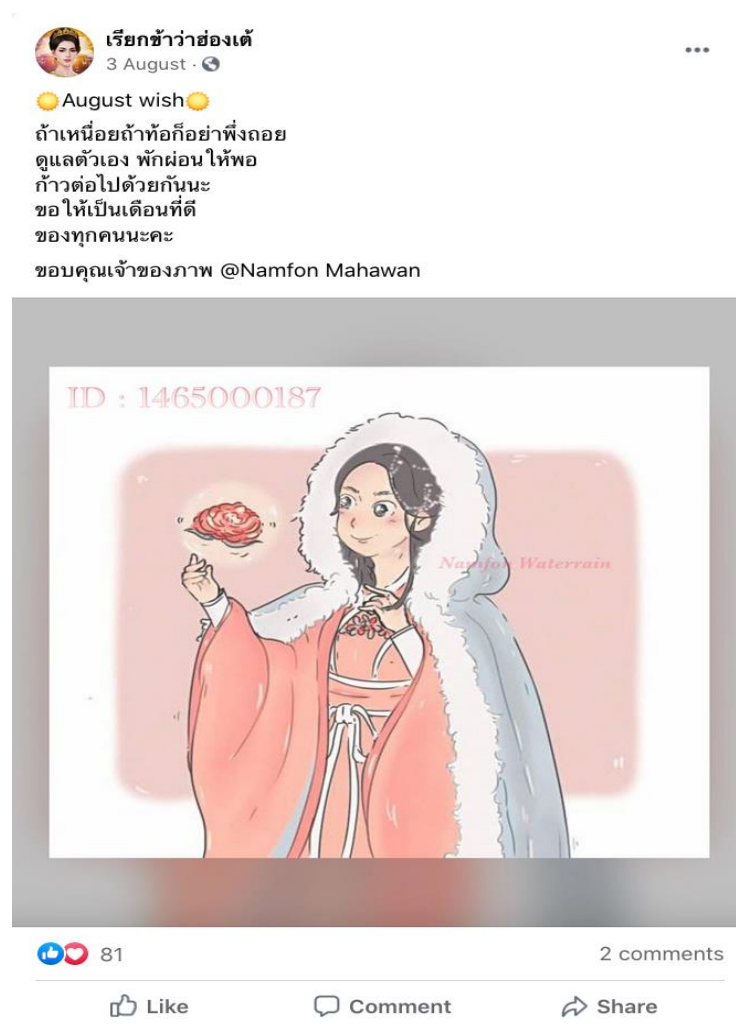 เรียกข้าว่าฮ่องเต้
3 August ·
August wish
ถ้าเหนื่อยถ้าท้อก็อย่าพึ่งถอย
ดูแลตัวเอง พักผ่อนให้พอ
ก้าวต่อไปด้วยกันนะ
ขอให้เป็นเดือนที่ดี
ของทุกคนนะคะ
ขอบคุณเจ้าของภาพ @Namfon Mahawan
ID : 1465000187
Namfon Waterrain
81
2 comments
Like
Comment
Share